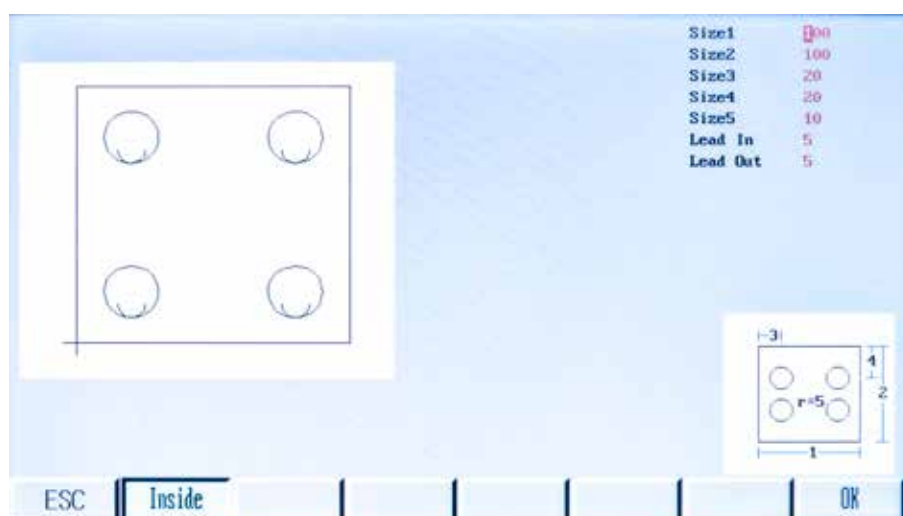 Size1 100
Size2 100
Size3 20
Size4 20
Size5 10
Lead In 5
Lead Out 5
3
4
r=5
2
1
ESC Inside OK